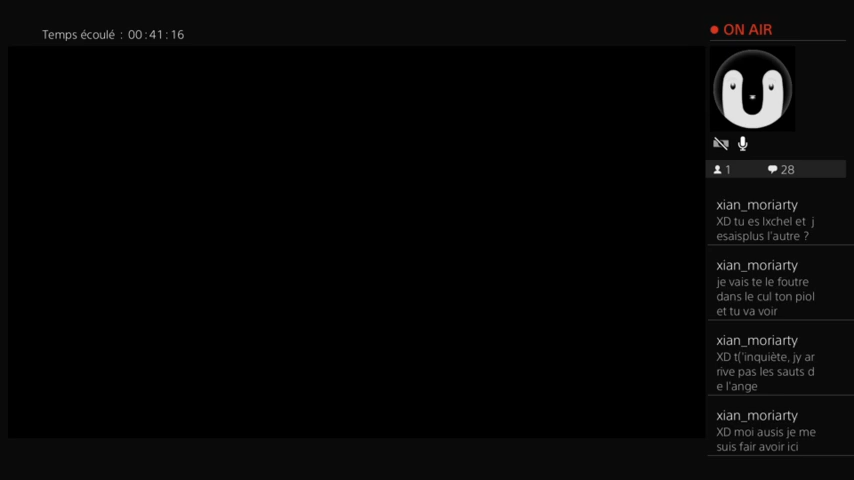 Temps écoulé : 00:41:16
ON AIR
1 28
xian_moriarty
XD tu es Ixchel et j
esaisplus l'autre ?
xian_moriarty
je vais te le foutre
dans le cul ton piol
et tu va voir
xian_moriarty
XD t('inquiète, jy ar
rive pas les sauts d
e l'ange
xian_moriarty
XD moi ausis je me
suis fair avoir ici